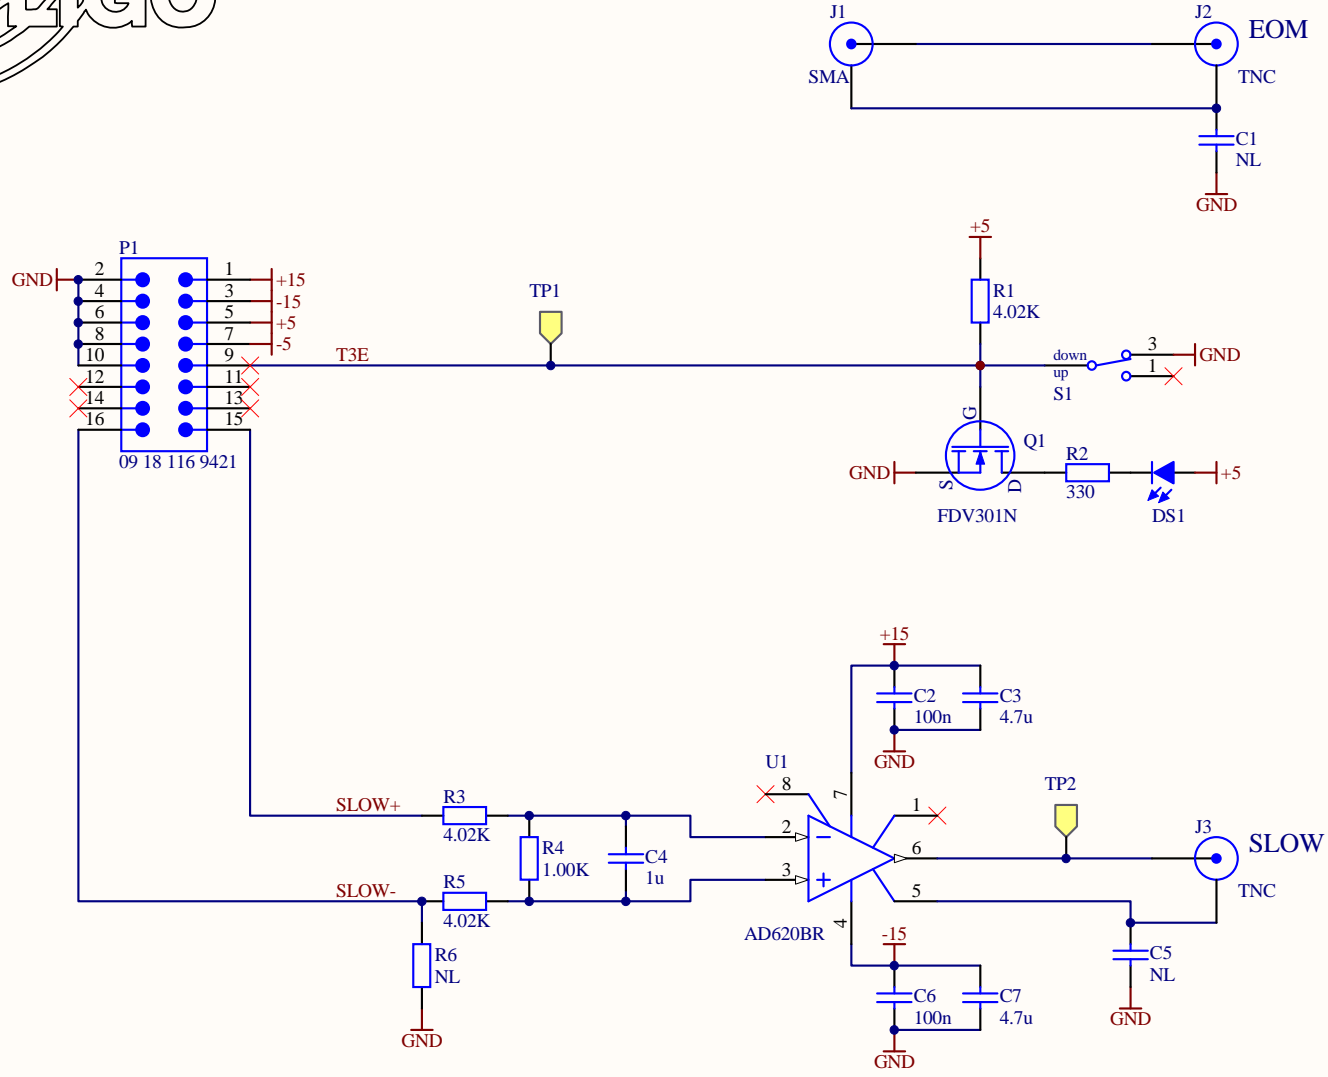 LIGO
J1
J2
EOM
SMA
TNC
C1
NL
GND
P1
GND
2
1
+15
4
3
-15
6
5
+5
8
7
-5
10
9
T3E
12
11
14
13
16
15
09 18 116 9421
TP1
+5
R1
4.02K
down
up
S1
3
GND
1
G
Q1
GND
S
D
FDV301N
R2
330
DS1
+5
+15
C2
100n
C3
4.7u
GND
U1
8
7
1
2
3
6
5
4
AD620BR
SLOW+
R3
4.02K
R4
1.00K
C4
1u
SLOW-
R5
4.02K
R6
NL
GND
TP2
J3
SLOW
TNC
-15
C6
100n
C7
4.7u
GND
C5
NL
GND